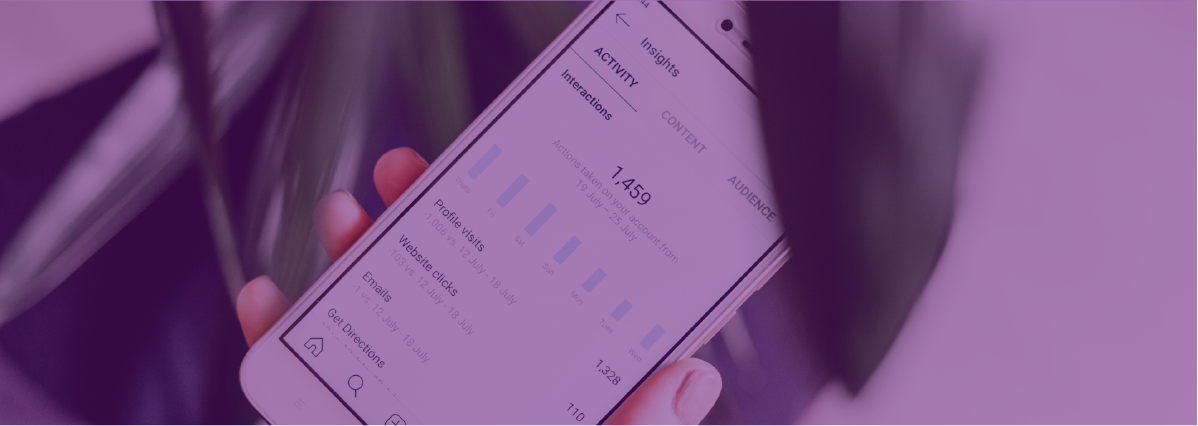 44
Insights
ACTIVITY
CONTENT
AUDIENCE
Interactions
1,459
Actions taken on your account from
19 July - 25 July
Thurs
Fri
Sat
Sun
Mon
Tues
Wed
Profile visits
1,328
-1,006 vs. 12 July - 18 July
Website clicks
110
-103 vs. 12 July - 18 July
Emails
-1 vs. 12 July - 18 July
Get Directions